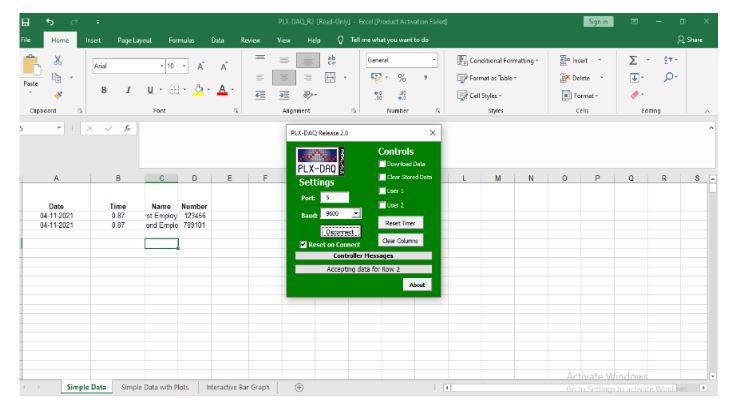 PLX-DAQ_R2 [Read-Only] - Excel (Product Activation Failed)
Sign in
File Home Insert Page Layout Formulas Data Review View Help Tell me what you want to do
Share
Paste
Arial 10
B I U
General
Conditional Formatting
Format as Table
Cell Styles
Insert
Delete
Format
Clipboard Font Alignment Number Styles Cells Editing
PLX-DAQ Release 2.0
PARALLAX
PLX-DAQ
Settings
Port: 5
Baud: 9600
Disconnect
Reset on Connect
Controls
Download Data
Clear Stored Data
User 1
User 2
Reset Timer
Clear Columns
Controller Messages
Accepting data for Row 2
About
A B C D E F L M N O P Q R S
Date Time Name Number
04-11-2021 0.87 rst Employ 123456
04-11-2021 0.87 ond Emplo 789101
Activate Windows
Go to Settings to activate Windows.
Simple Data Simple Data with Plots Interactive Bar Graph